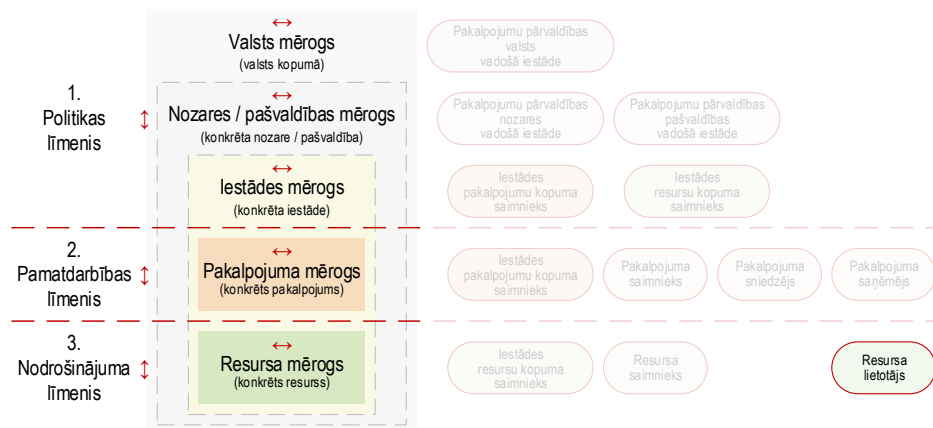 Valsts mērogs
(valsts kopumā)
Pakalpojumu pārvaldības
valsts
vadošā iestāde
1.
Politikas
līmenis
Nozares / pašvaldības mērogs
(konkrēta nozare / pašvaldība)
Pakalpojumu pārvaldības
nozares
vadošā iestāde
Pakalpojumu pārvaldības
pašvaldības
vadošā iestāde
Iestādes mērogs
(konkrēta iestāde)
Iestādes
pakalpojumu kopuma
saimnieks
Iestādes
resursu kopuma
saimnieks
2.
Pamatdarbības
līmenis
Pakalpojuma mērogs
(konkrēts pakalpojums)
Iestādes
pakalpojumu kopuma
saimnieks
Pakalpojuma
saimnieks
Pakalpojuma
sniedzējs
Pakalpojuma
saņēmējs
3.
Nodrošinājuma
līmenis
Resursa mērogs
(konkrēts resurss)
Iestādes
resursu kopuma
saimnieks
Resursa
saimnieks
Resursa
lietotājs